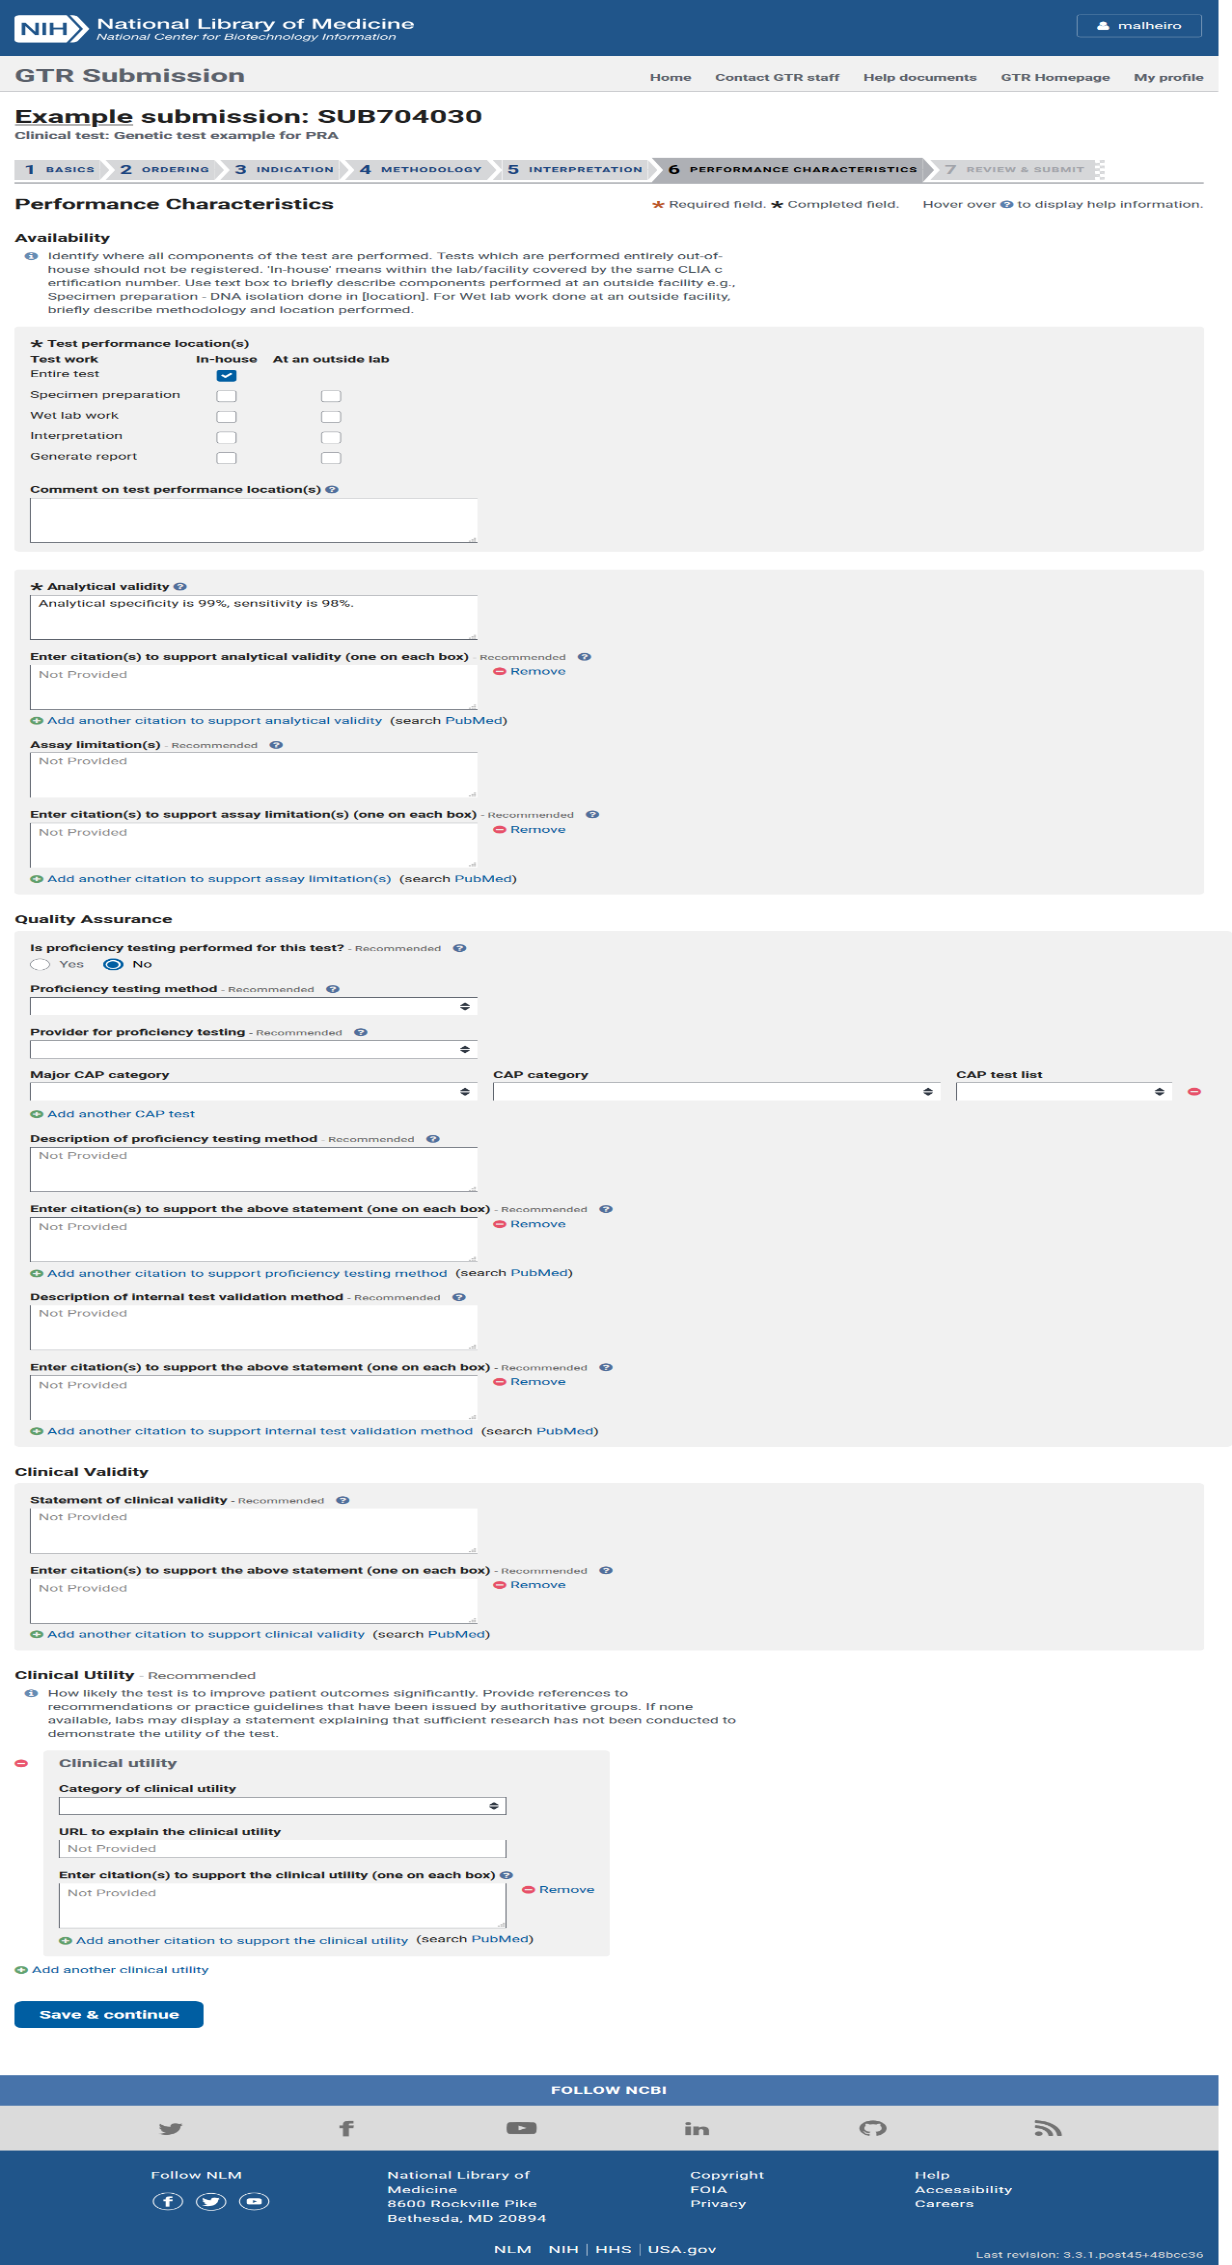 NIH National Library of Medicine
National Center for Biotechnology Information
malheiro
GTR Submission
Home Contact GTR staff Help documents GTR Homepage My profile
Example submission: SUB704030
Clinical test: Genetic test example for PRA
1 BASICS 2 ORDERING 3 INDICATION 4 METHODOLOGY 5 INTERPRETATION 6 PERFORMANCE CHARACTERISTICS 7 REVIEW & SUBMIT
Performance Characteristics
* Required field. * Completed field. Hover over ? to display help information.
Availability
Identify where all components of the test are performed. Tests which are performed entirely out-of-
house should not be registered. 'In-house' means within the lab/facility covered by the same CLIA c
ertification number. Use text box to briefly describe components performed at an outside facility e.g.,
Specimen preparation - DNA isolation done in [location]. For Wet lab work done at an outside facility,
briefly describe methodology and location performed.
* Test performance location(s)
Test work In-house At an outside lab
Entire test
Specimen preparation
Wet lab work
Interpretation
Generate report
Comment on test performance location(s) ?
* Analytical validity ?
Analytical specificity is 99%, sensitivity is 98%.
Enter citation(s) to support analytical validity (one on each box) - Recommended ?
Not Provided
Remove
Add another citation to support analytical validity (search PubMed)
Assay limitation(s) - Recommended ?
Not Provided
Enter citation(s) to support assay limitation(s) (one on each box) - Recommended ?
Not Provided
Remove
Add another citation to support assay limitation(s) (search PubMed)
Quality Assurance
Is proficiency testing performed for this test? - Recommended ?
Yes No
Proficiency testing method - Recommended ?
Provider for proficiency testing - Recommended ?
Major CAP category CAP category CAP test list
Add another CAP test
Description of proficiency testing method - Recommended ?
Not Provided
Enter citation(s) to support the above statement (one on each box) - Recommended ?
Not Provided
Remove
Add another citation to support proficiency testing method (search PubMed)
Description of internal test validation method - Recommended ?
Not Provided
Enter citation(s) to support the above statement (one on each box) - Recommended ?
Not Provided
Remove
Add another citation to support internal test validation method (search PubMed)
Clinical Validity
Statement of clinical validity - Recommended ?
Not Provided
Enter citation(s) to support the above statement (one on each box) - Recommended ?
Not Provided
Remove
Add another citation to support clinical validity (search PubMed)
Clinical Utility - Recommended
How likely the test is to improve patient outcomes significantly. Provide references to
recommendations or practice guidelines that have been issued by authoritative groups. If none
available, labs may display a statement explaining that sufficient research has not been conducted to
demonstrate the utility of the test.
Clinical utility
Category of clinical utility
URL to explain the clinical utility
Not Provided
Enter citation(s) to support the clinical utility (one on each box) ?
Not Provided
Remove
Add another citation to support the clinical utility (search PubMed)
Add another clinical utility
Save & continue
FOLLOW NCBI
Follow NLM
National Library of
Medicine
8600 Rockville Pike
Bethesda, MD 20894
Copyright
FOIA
Privacy
Help
Accessibility
Careers
NLM NIH | HHS | USA.gov
Last revision: 3.3.1.post45+48bcc36